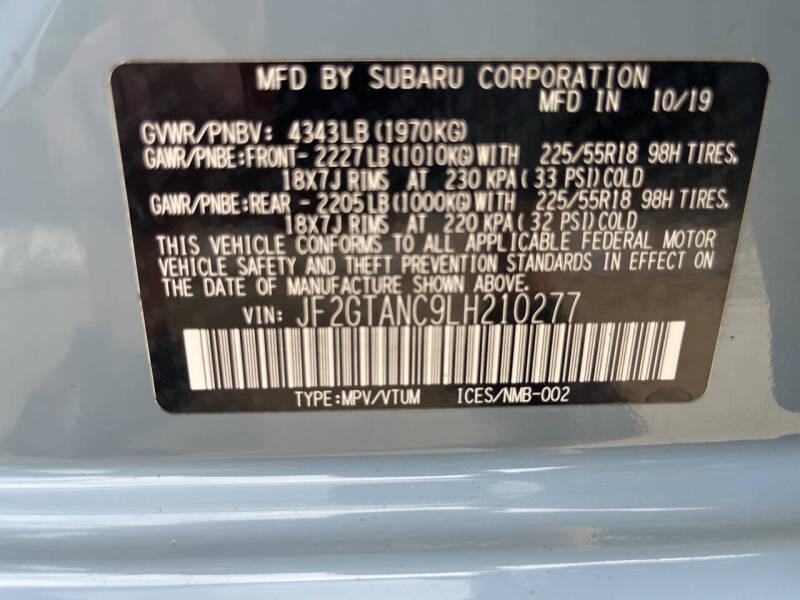 MFD BY SUBARU CORPORATION
MFD IN 10/19
GVWR/PNBV: 4343LB(1970KG)
GAWR/PNBE:FRONT-2227LB(1010KG)WITH 225/55R18 98H TIRES,
18X7J RIMS AT 230 KPA(33 PSI)COLD
GAWR/PNBE:REAR -2205LB(1000KG)WITH 225/55R18 98H TIRES.
18X7J RIMS AT 220 KPA(32 PSI)COLD
THIS VEHICLE CONFORMS TO ALL APPLICABLE FEDERAL MOTOR
VEHICLE SAFETY AND THEFT PREVENTION STANDARDS IN EFFECT ON
THE DATE OF MANUFACTURE SHOWN ABOVE.
VIN: JF2GTANC9LH210277
TYPE:MPV/VTUM ICES/NMB-002